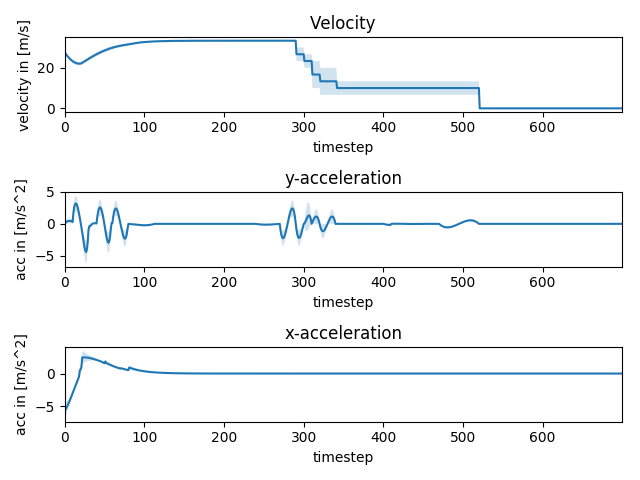 Velocity
velocity in [m/s]
20
0
0 100 200 300 400 500 600
timestep
y-acceleration
acc in [m/s^2]
5
0
−5
0 100 200 300 400 500 600
timestep
x-acceleration
acc in [m/s^2]
0
−5
0 100 200 300 400 500 600
timestep